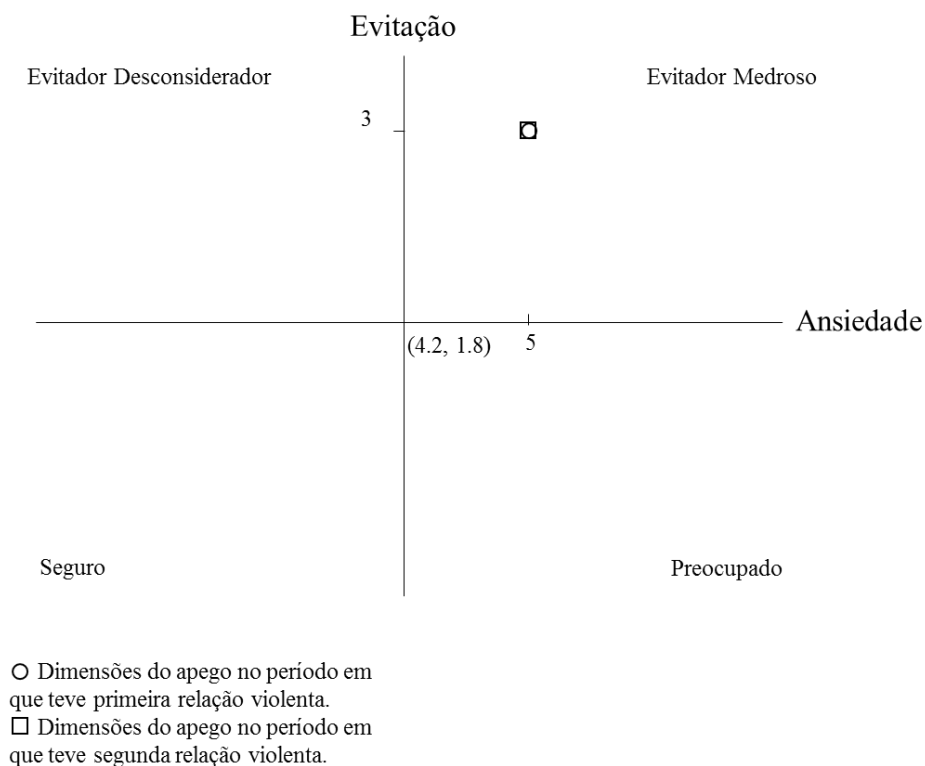 Evitação
Evitador Desconsiderador
Evitador Medroso
3
Ansiedade
(4.2, 1.8)
5
Seguro
Preocupado
Dimensões do apego no período em
que teve primeira relação violenta.
Dimensões do apego no período em
que teve segunda relação violenta.